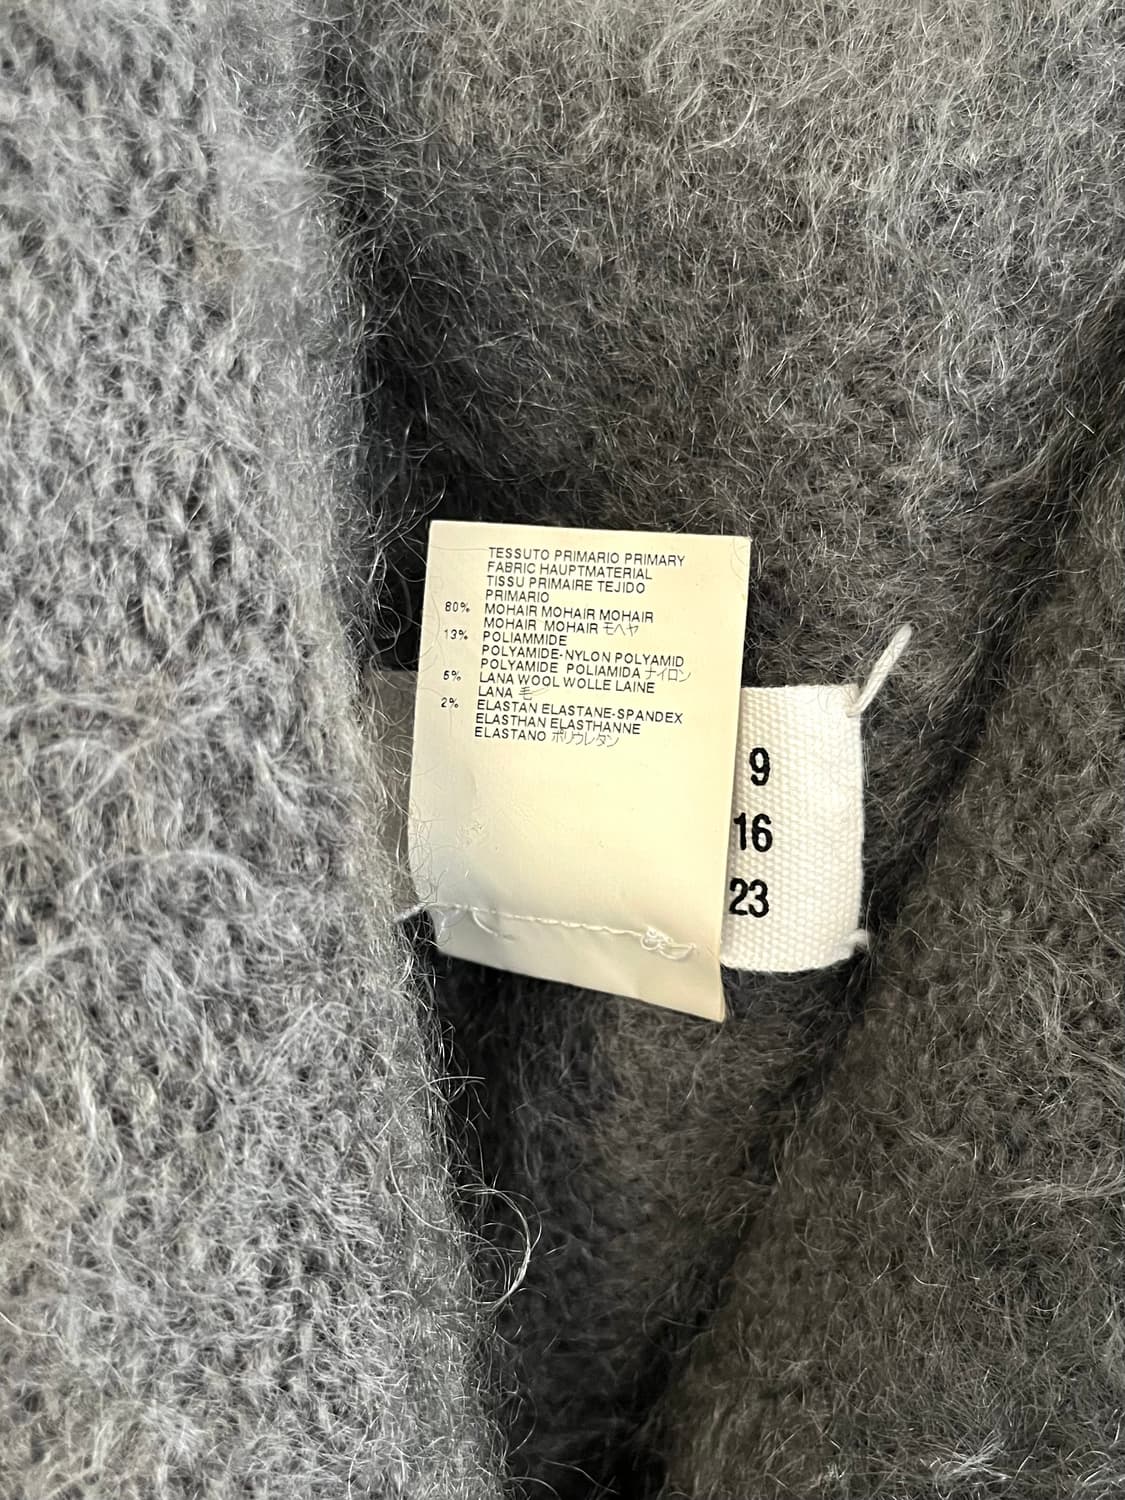 TESSUTO PRIMARIO PRIMARY
FABRIC HAUPTMATERIAL
TISSU PRIMAIRE TEJIDO
PRIMARIO
80% MOHAIR MOHAIR MOHAIR
MOHAIR MOHAIR モヘヤ
13% POLIAMMIDE
POLYAMIDE-NYLON POLYAMID
POLYAMIDE POLIAMIDA ナイロン
5% LANA WOOL WOLLE LAINE
LANA 毛
2% ELASTAN ELASTANE-SPANDEX
ELASTHAN ELASTHANNE
ELASTANO ポリウレタン
9
16
23